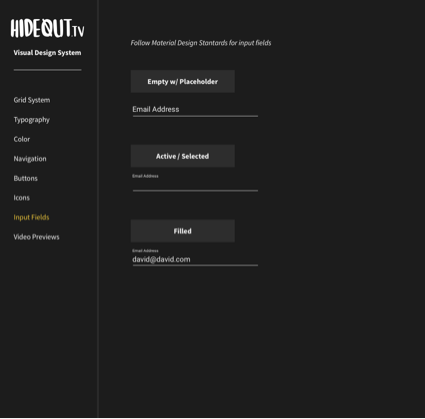 HIDEOUT.TV
Visual Design System
Grid System
Typography
Color
Navigation
Buttons
Icons
Input Fields
Video Previews
Follow Material Design Stantards for input fields
Empty w/ Placeholder
Email Address
Active / Selected
Email Address
Filled
Email Address
david@david.com